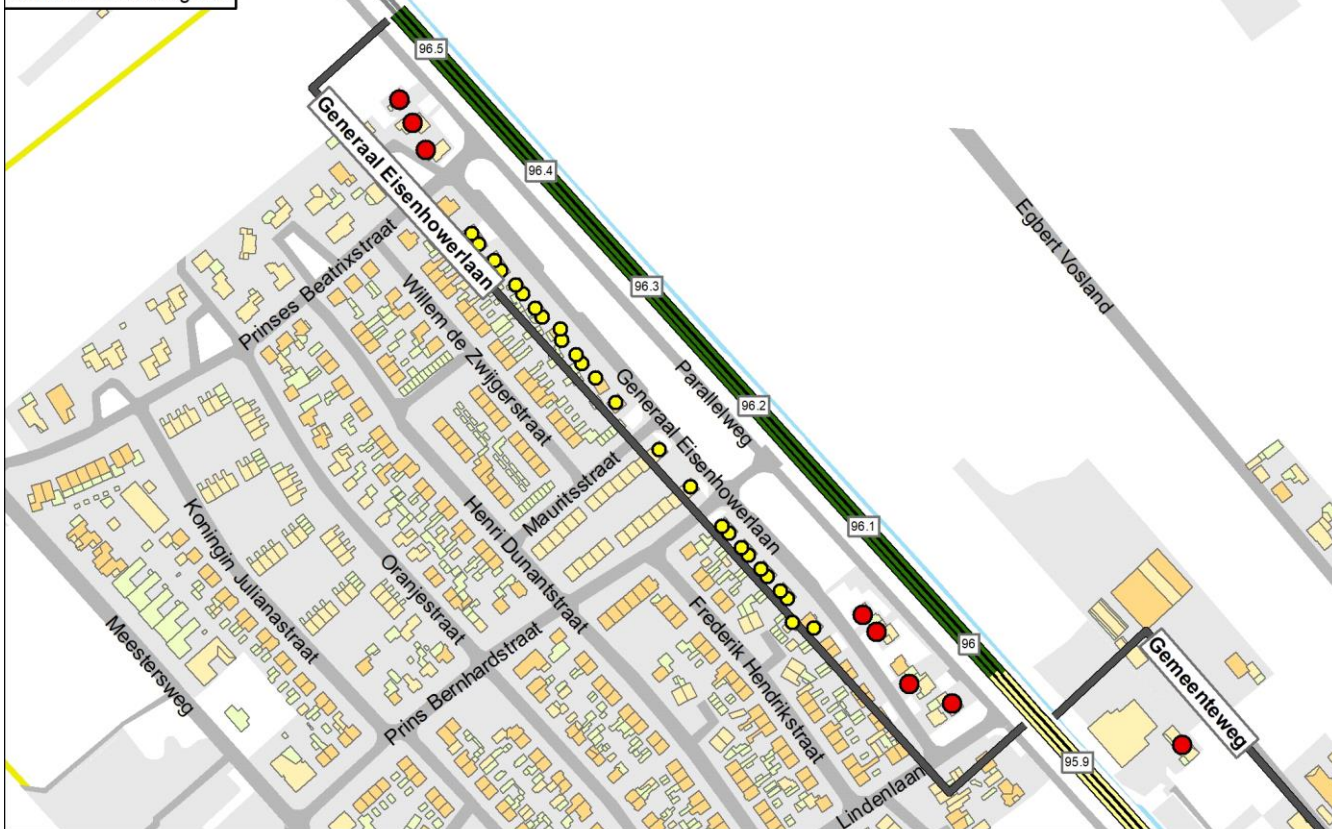 96.5
96.4
96.3
96.2
96.1
96
95.9
Generaal Eisenhowerlaan
Prinses Beatrixstraat
Willem de Zwijgerstraat
Generaal Eisenhowerlaan
Parallelweg
Egbert Vosland
Mauritsstraat
Henri Dunantstraat
Koningin Julianastraat
Oranjestraat
Meestersweg
Prins Bernhardstraat
Frederik Hendrikstraat
Lindenlaan
Gemeenteweg